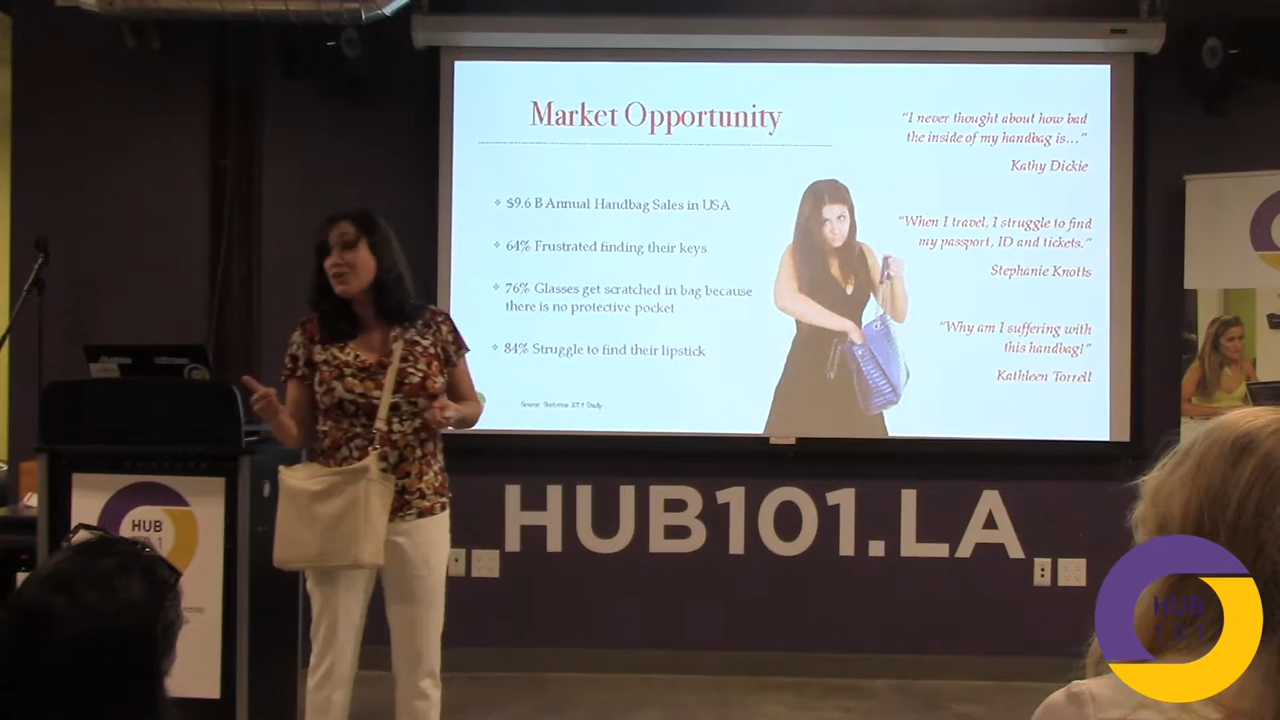 Market Opportunity
$9.6 B Annual Handbag Sales in USA
64% Frustrated finding their keys
76% Glasses get scratched in bag because
there is no protective pocket
84% Struggle to find their lipstick
"I never thought about how bad
the inside of my handbag is…"
Kathy Dickie
"When I travel, I struggle to find
my passport, ID and tickets."
Stephanie Knotts
"Why am I suffering with
this handbag!"
Kathleen Torrell
HUB101.LA
HUB
HUB
101